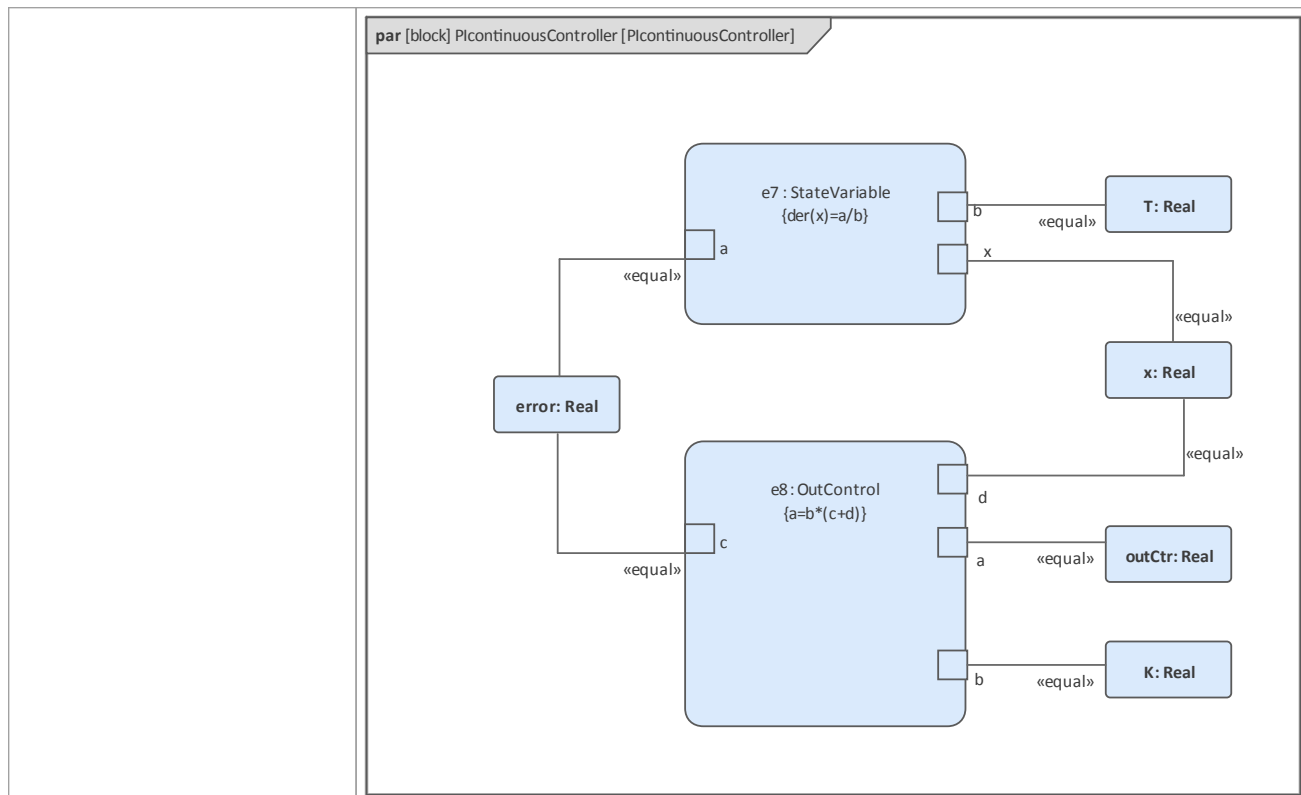 par [block] PIcontinuousController [PIcontinuousController]
e7 : StateVariable
{der(x)=a/b}
b
T: Real
«equal»
a
x
«equal»
«equal»
x: Real
error: Real
«equal»
e8 : OutControl
{a=b*(c+d)}
d
c
a
«equal»
outCtr: Real
«equal»
b
«equal»
K: Real